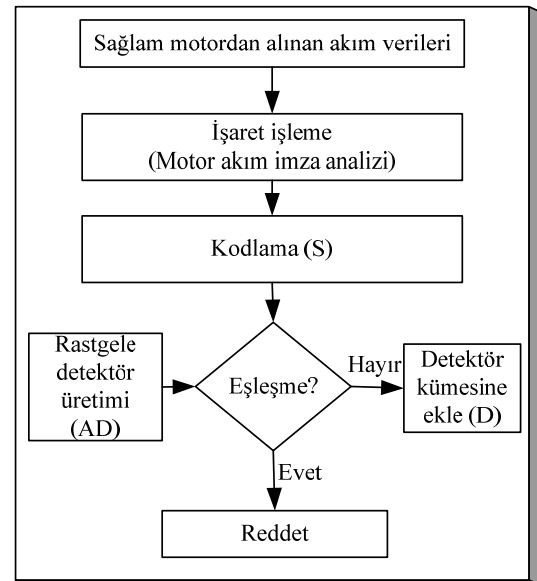 Sağlam motordan alınan akım verileri
İşaret işleme
(Motor akım imza analizi)
Kodlama (S)
Rastgele
detektör
üretimi
(AD)
Eşleşme?
Hayır
Detektör
kümesine
ekle (D)
Evet
Reddet